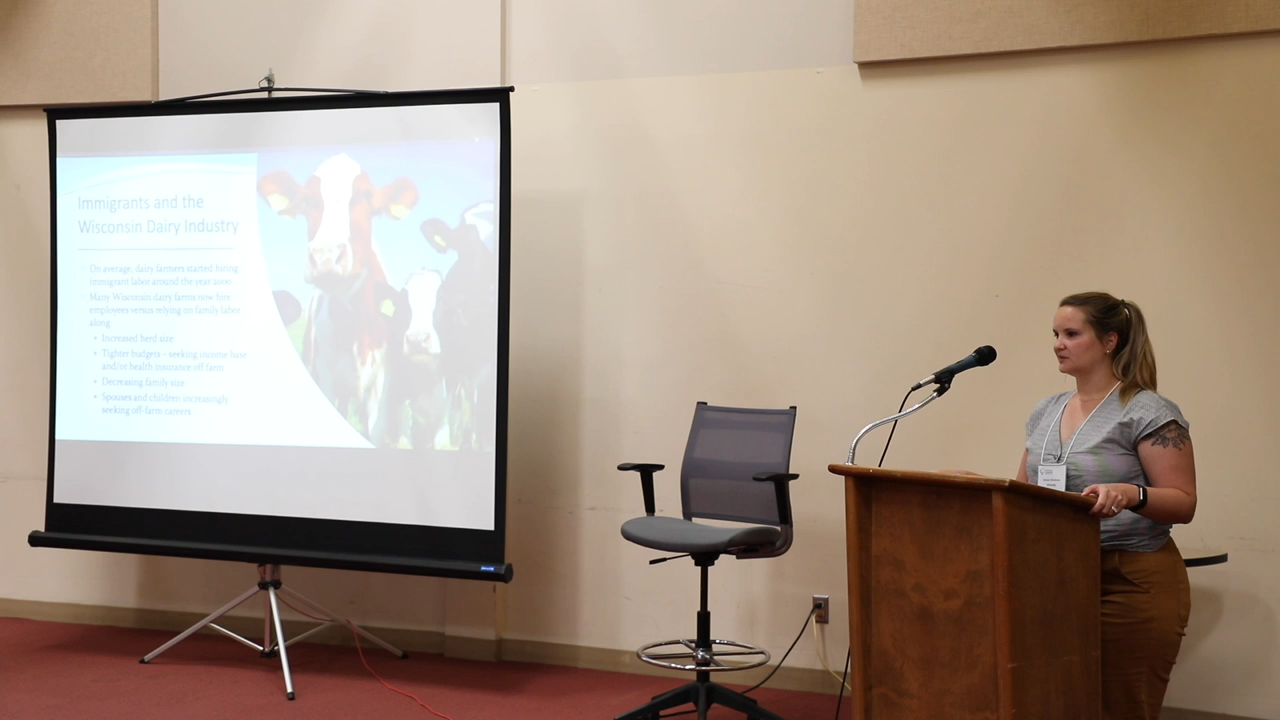 Immigrants and the
Wisconsin Dairy Industry
On average, dairy farmers started hiring
immigrant labor around the year 2000
Many Wisconsin dairy farms now hire
employees versus relying on family labor
along
• Increased herd size
• Tighter budgets – seeking income base
and/or health insurance off farm
• Decreasing family size
• Spouses and children increasingly
seeking off-farm careers